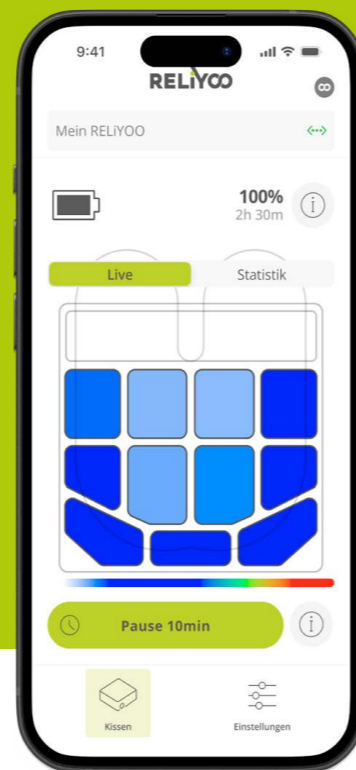 9:41
RELiYOO
Mein RELiYOO
100%
2h 30m
Live
Statistik
Pause 10min
Kissen
Einstellungen